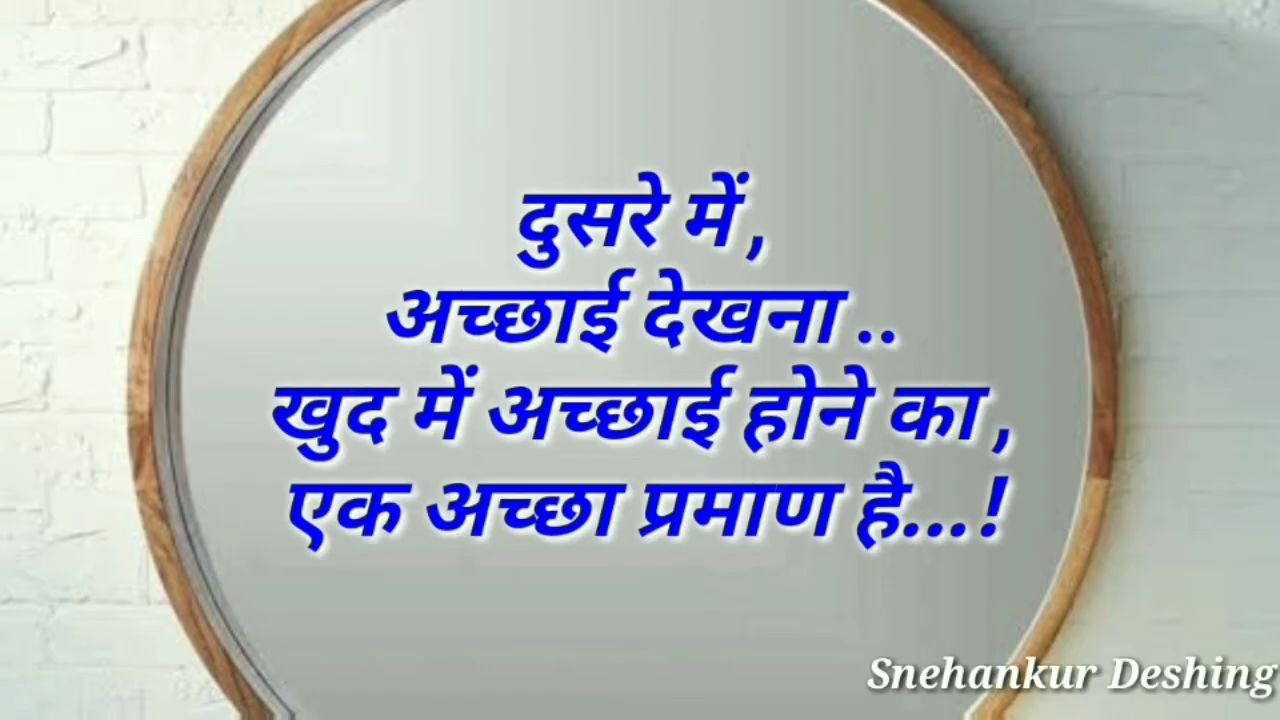 दुसरे में,
अच्छाई देखना ..
खुद में अच्छाई होने का,
एक अच्छा प्रमाण है...!
Snehankur Deshing